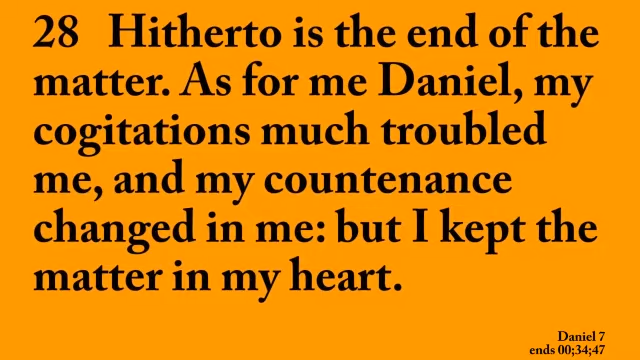 28 Hitherto is the end of the
matter. As for me Daniel, my
cogitations much troubled
me, and my countenance
changed in me: but I kept the
matter in my heart.
Daniel 7
ends 00;34;47